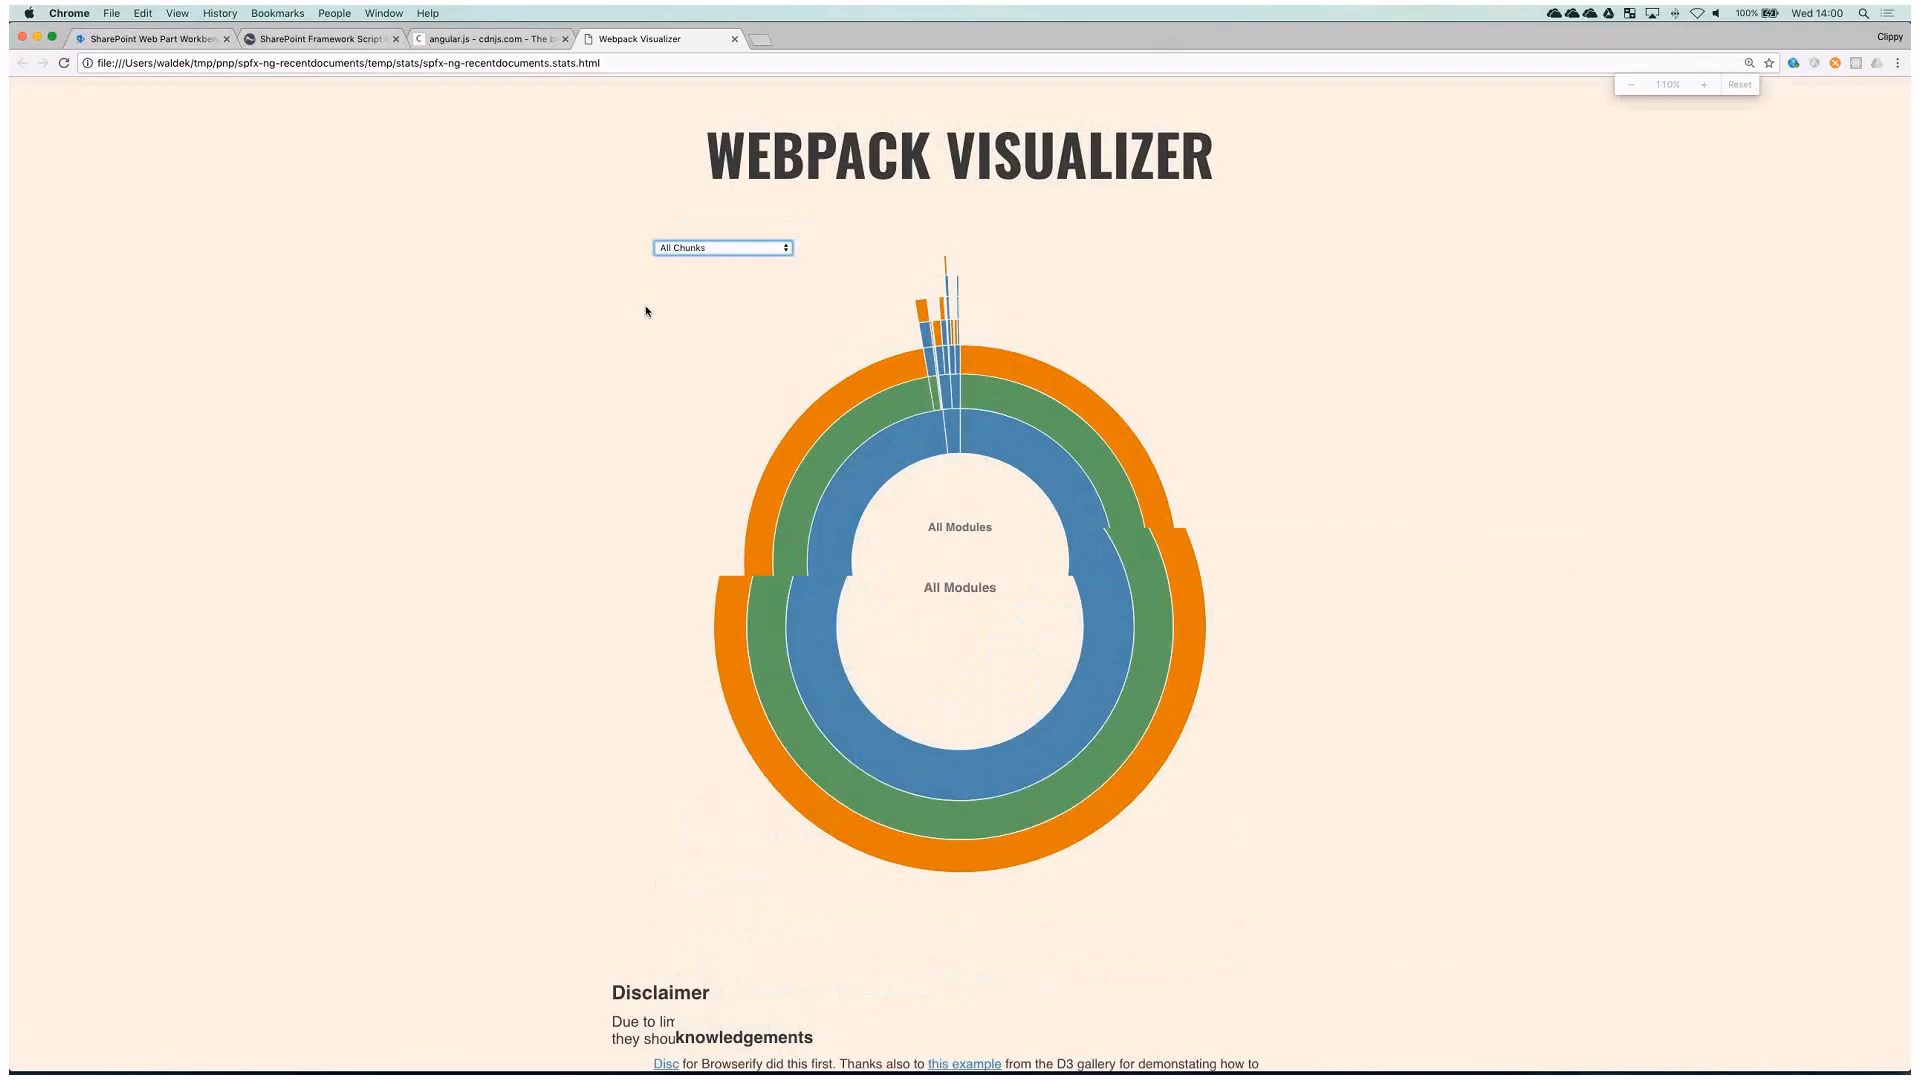 Chrome File Edit View History Bookmarks People Window Help 100% Wed 14:00
SharePoint Web Part Workben SharePoint Framework Script angular.js - cdnjs.com - The b Webpack Visualizer Clippy
file:///Users/waldek/tmp/pnp/spfx-ng-recentdocuments/temp/stats/spfx-ng-recentdocuments.stats.html
− 110% + Reset
WEBPACK VISUALIZER
All Chunks
All Modules
All Modules
Disclaimer
Due to lim
they shou
knowledgements
Disc for Browserify did this first. Thanks also to this example from the D3 gallery for demonstating how to